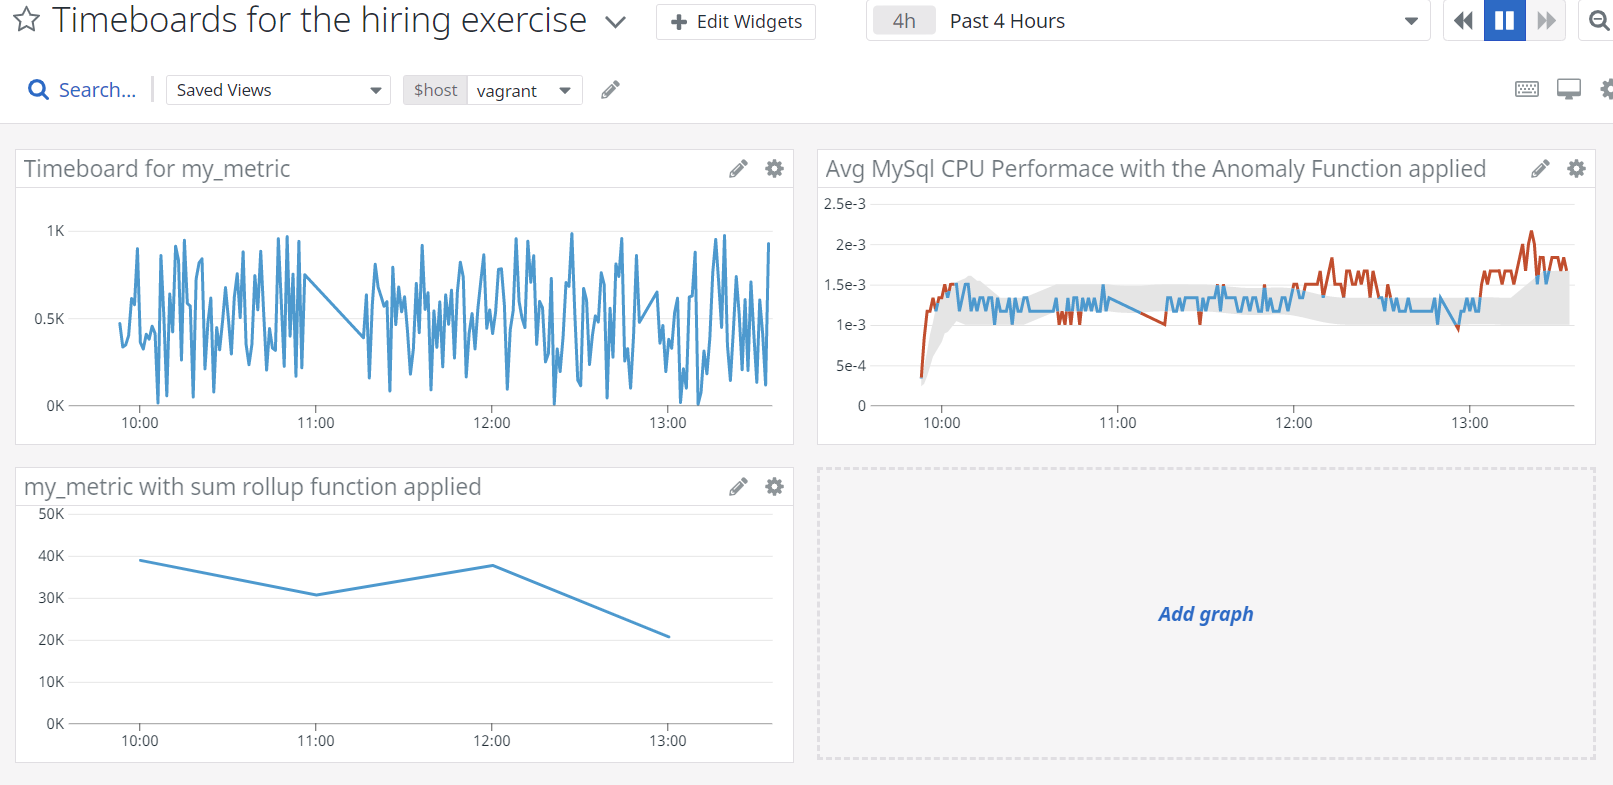 Timeboards for the hiring exercise
Edit Widgets
4h Past 4 Hours
Search...
Saved Views
$host vagrant
Timeboard for my_metric
1K
0.5K
0K
10:00 11:00 12:00 13:00
Avg MySql CPU Performace with the Anomaly Function applied
2.5e-3
2e-3
1.5e-3
1e-3
5e-4
0
10:00 11:00 12:00 13:00
my_metric with sum rollup function applied
50K
40K
30K
20K
10K
0K
10:00 11:00 12:00 13:00
Add graph